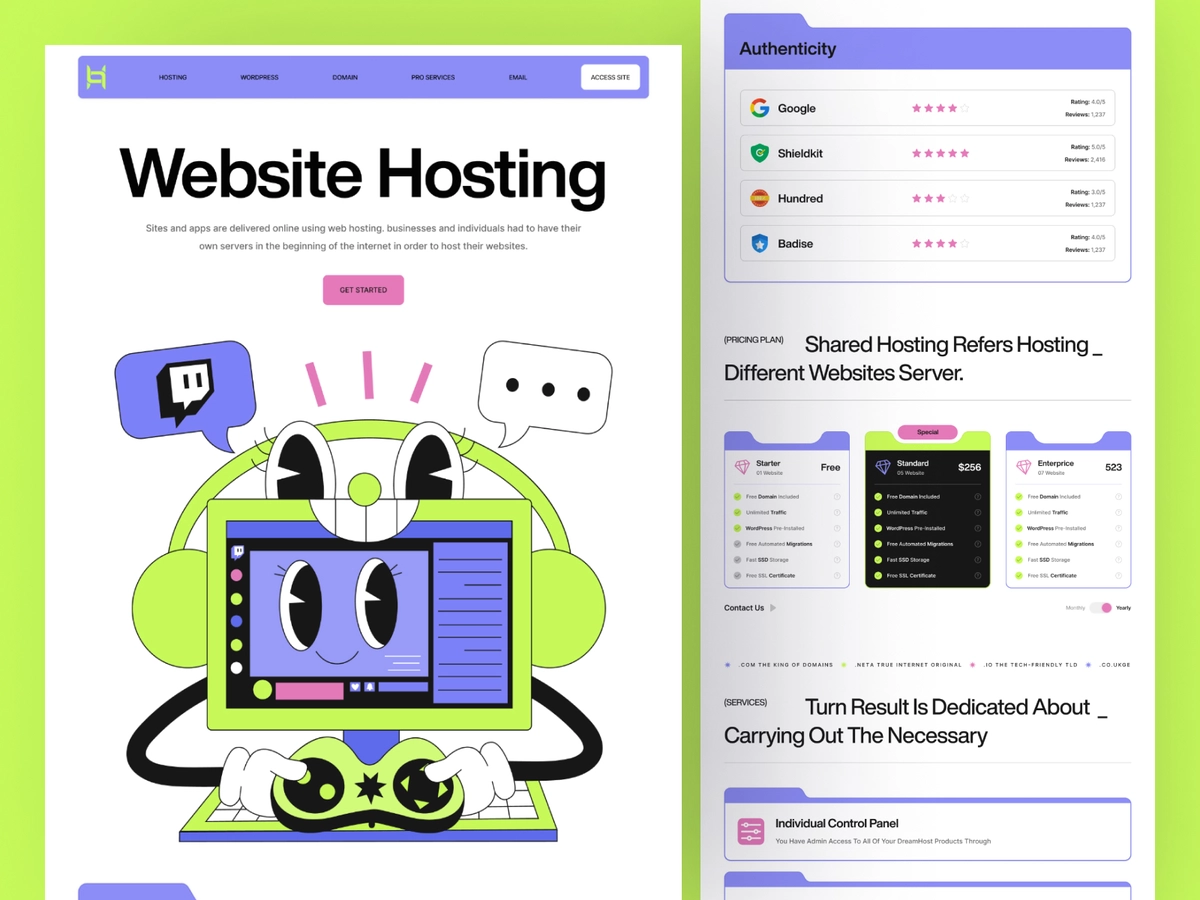 HOSTING
WORDPRESS
DOMAIN
PRO SERVICES
EMAIL
ACCESS SITE
Website Hosting
Sites and apps are delivered online using web hosting. businesses and individuals had to have their
own servers in the beginning of the internet in order to host their websites.
GET STARTED
Authenticity
Google
Rating: 4.0/5
Reviews: 1,237
Shieldkit
Rating: 5.0/5
Reviews: 2,416
Hundred
Rating: 3.0/5
Reviews: 1,237
Badise
Rating: 4.0/5
Reviews: 1,237
(PRICING PLAN)
Shared Hosting Refers Hosting _
Different Websites Server.
Starter
01 Website
Free
Free Domain Included
Unlimited Traffic
WordPress Pre-Installed
Free Automated Migrations
Fast SSD Storage
Free SSL Certificate
Special
Standard
05 Website
$256
Free Domain Included
Unlimited Traffic
WordPress Pre-Installed
Free Automated Migrations
Fast SSD Storage
Free SSL Certificate
Enterprice
07 Website
523
Free Domain Included
Unlimited Traffic
WordPress Pre-Installed
Free Automated Migrations
Fast SSD Storage
Free SSL Certificate
Contact Us
Monthly
Yearly
.COM THE KING OF DOMAINS
.NETA TRUE INTERNET ORIGINAL
.IO THE TECH-FRIENDLY TLD
.CO.UKGE
(SERVICES)
Turn Result Is Dedicated About _
Carrying Out The Necessary
Individual Control Panel
You Have Admin Access To All Of Your DreamHost Products Through